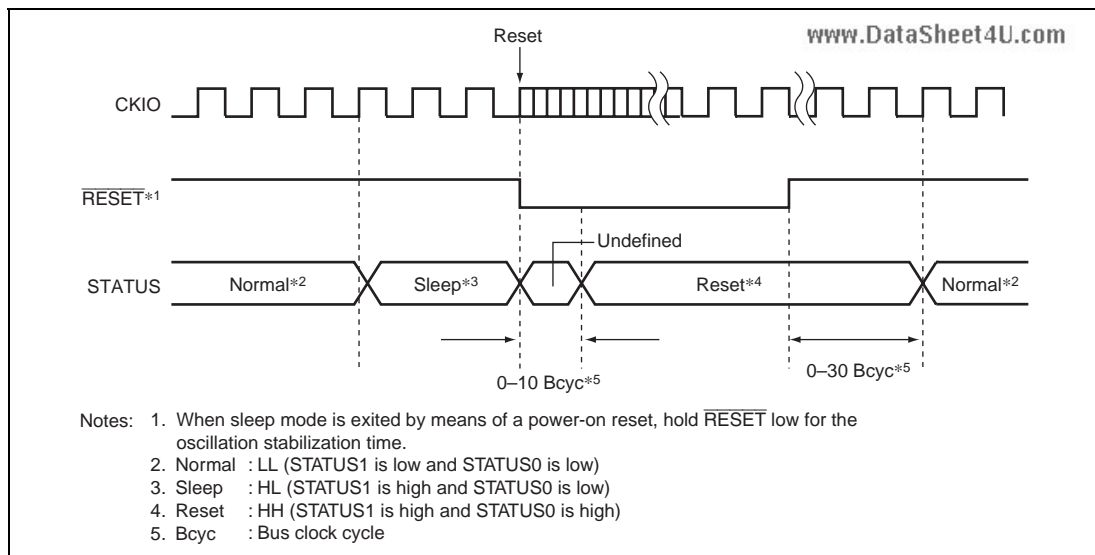 www.DataSheet4U.com
Reset
CKIO
RESET*1
Undefined
STATUS
Normal*2
Sleep*3
Reset*4
Normal*2
0–10 Bcyc*5
0–30 Bcyc*5
Notes: 1. When sleep mode is exited by means of a power-on reset, hold RESET low for the
oscillation stabilization time.
2. Normal : LL (STATUS1 is low and STATUS0 is low)
3. Sleep : HL (STATUS1 is high and STATUS0 is low)
4. Reset : HH (STATUS1 is high and STATUS0 is high)
5. Bcyc : Bus clock cycle